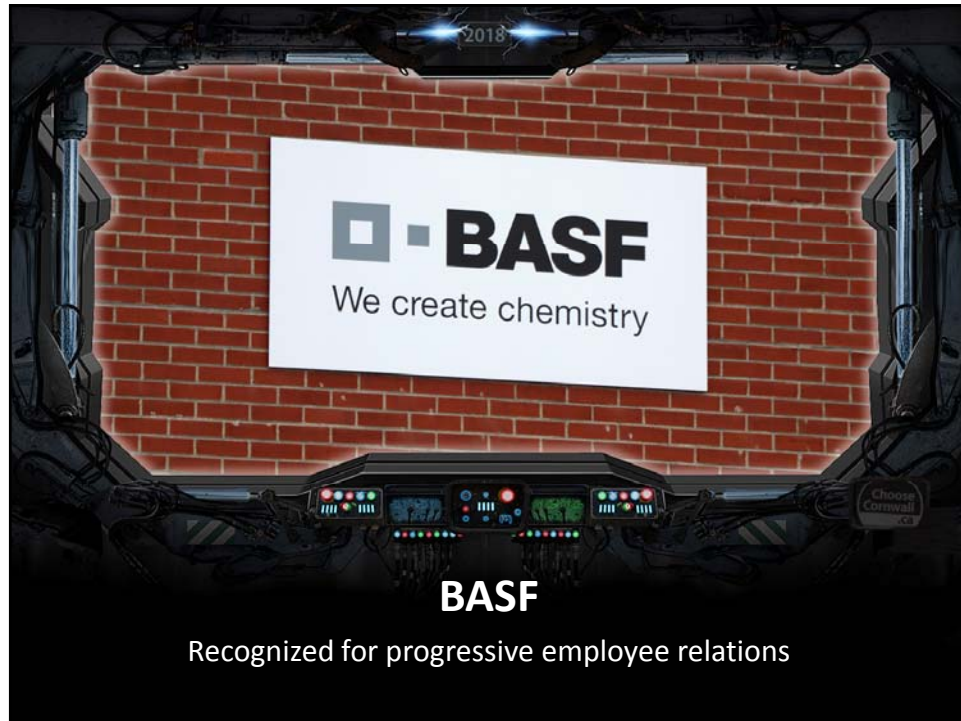 2018
BASF
We create chemistry
Choose
Cornwall
.ca
BASF
Recognized for progressive employee relations